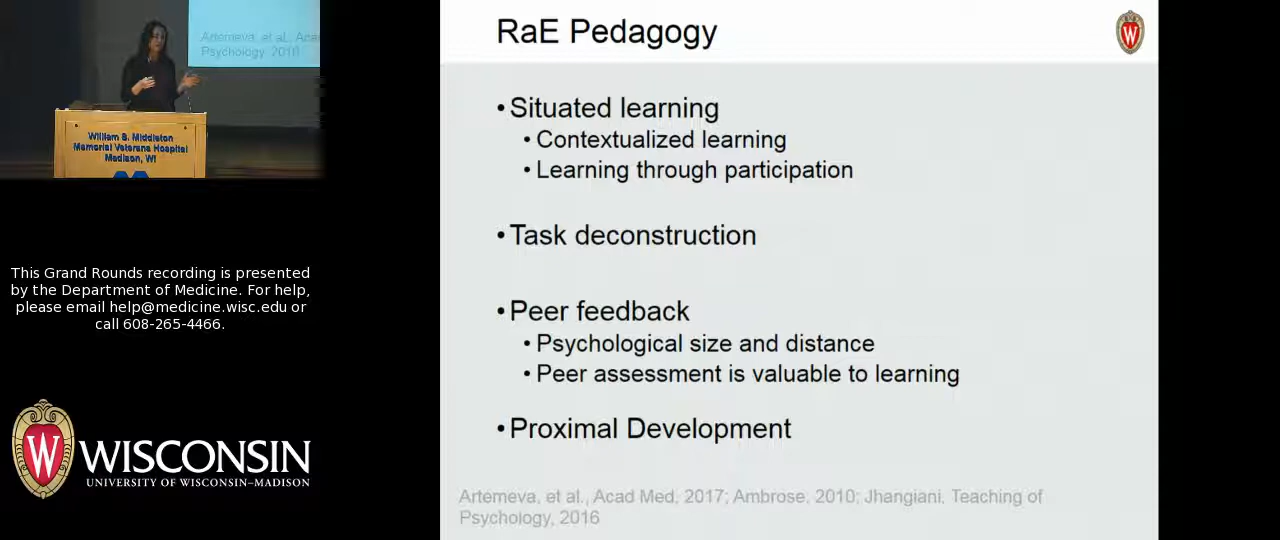 Artemeva, et al., Aca
Psychology, 2016
William S. Middleton
Memorial Veterans Hospital
Madison, WI
This Grand Rounds recording is presented
by the Department of Medicine. For help,
please email help@medicine.wisc.edu or
call 608-265-4466.
W
WISCONSIN
UNIVERSITY OF WISCONSIN–MADISON
RaE Pedagogy
W
• Situated learning
• Contextualized learning
• Learning through participation
• Task deconstruction
• Peer feedback
• Psychological size and distance
• Peer assessment is valuable to learning
• Proximal Development
Artemeva, et al., Acad Med, 2017; Ambrose, 2010; Jhangiani, Teaching of
Psychology, 2016